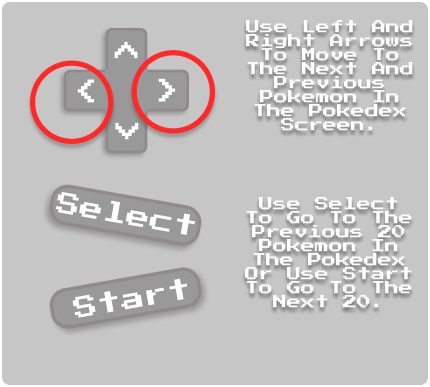 Use Left And
Right Arrows
To Move To
The Next And
Previous
Pokemon In
The Pokedex
Screen.
Select
Use Select
To Go To The
Previous 20
Pokemon In
The Pokedex
Or Use Start
To Go To The
Next 20.
Start